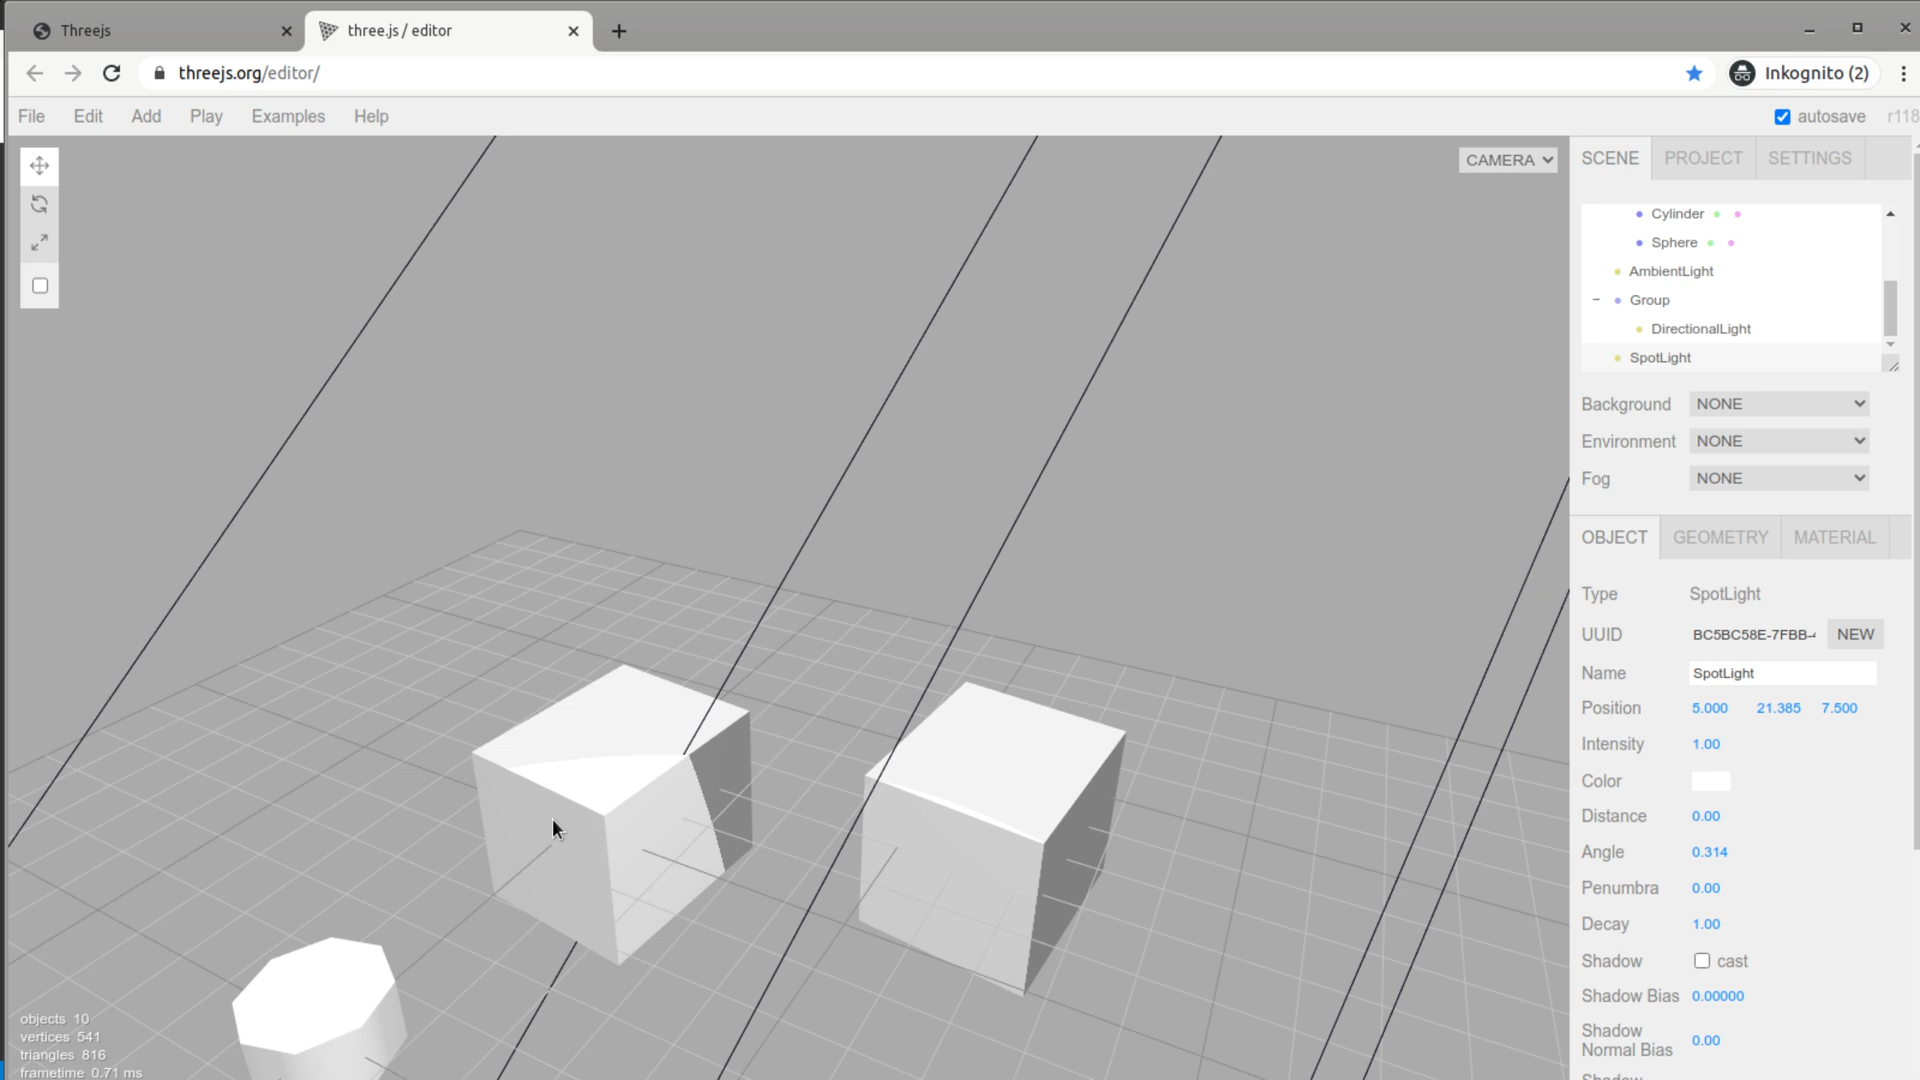 Threejs
three.js / editor
threejs.org/editor/
Inkognito (2)
File Edit Add Play Examples Help
autosave r118
CAMERA
SCENE PROJECT SETTINGS
Cylinder
Sphere
AmbientLight
Group
DirectionalLight
SpotLight
Background NONE
Environment NONE
Fog NONE
OBJECT GEOMETRY MATERIAL
Type SpotLight
UUID BC5BC58E-7FBB- NEW
Name SpotLight
Position 5.000 21.385 7.500
Intensity 1.00
Color
Distance 0.00
Angle 0.314
Penumbra 0.00
Decay 1.00
Shadow cast
Shadow Bias 0.00000
Shadow
Normal Bias 0.00
objects 10
vertices 541
triangles 816
frametime 0.71 ms